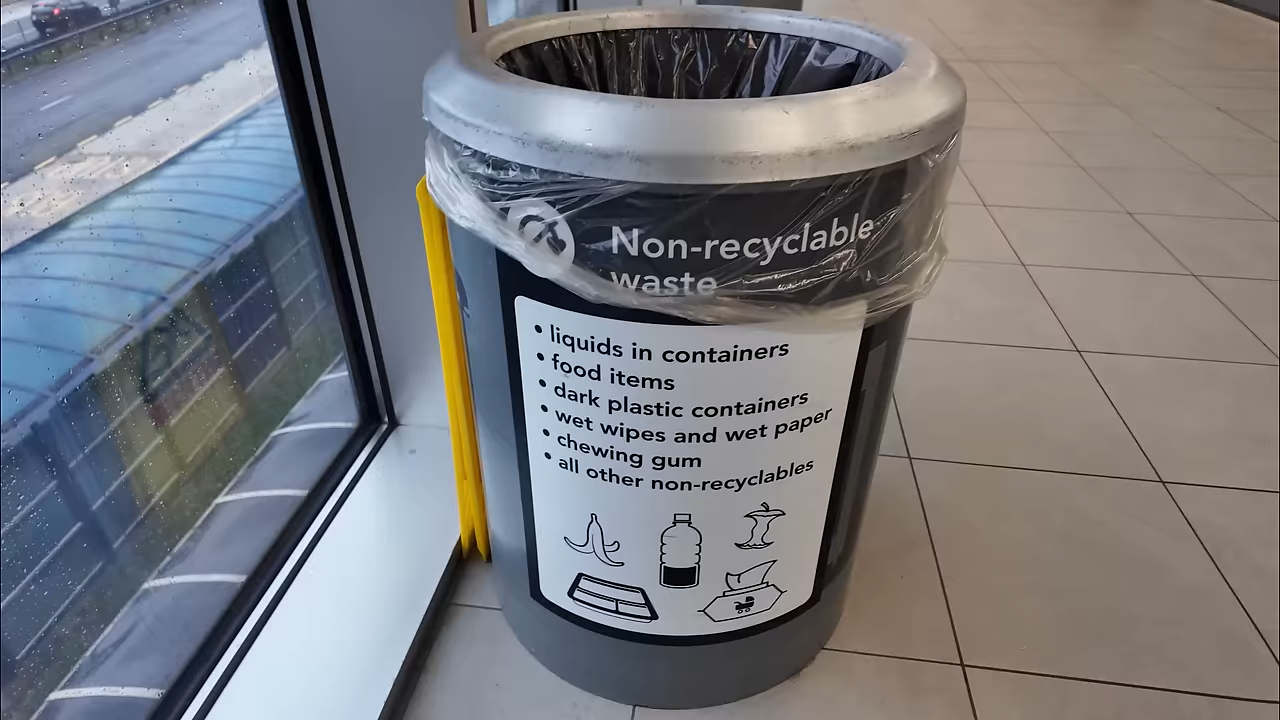 Non-recyclable
waste
• liquids in containers
• food items
• dark plastic containers
• wet wipes and wet paper
• chewing gum
• all other non-recyclables